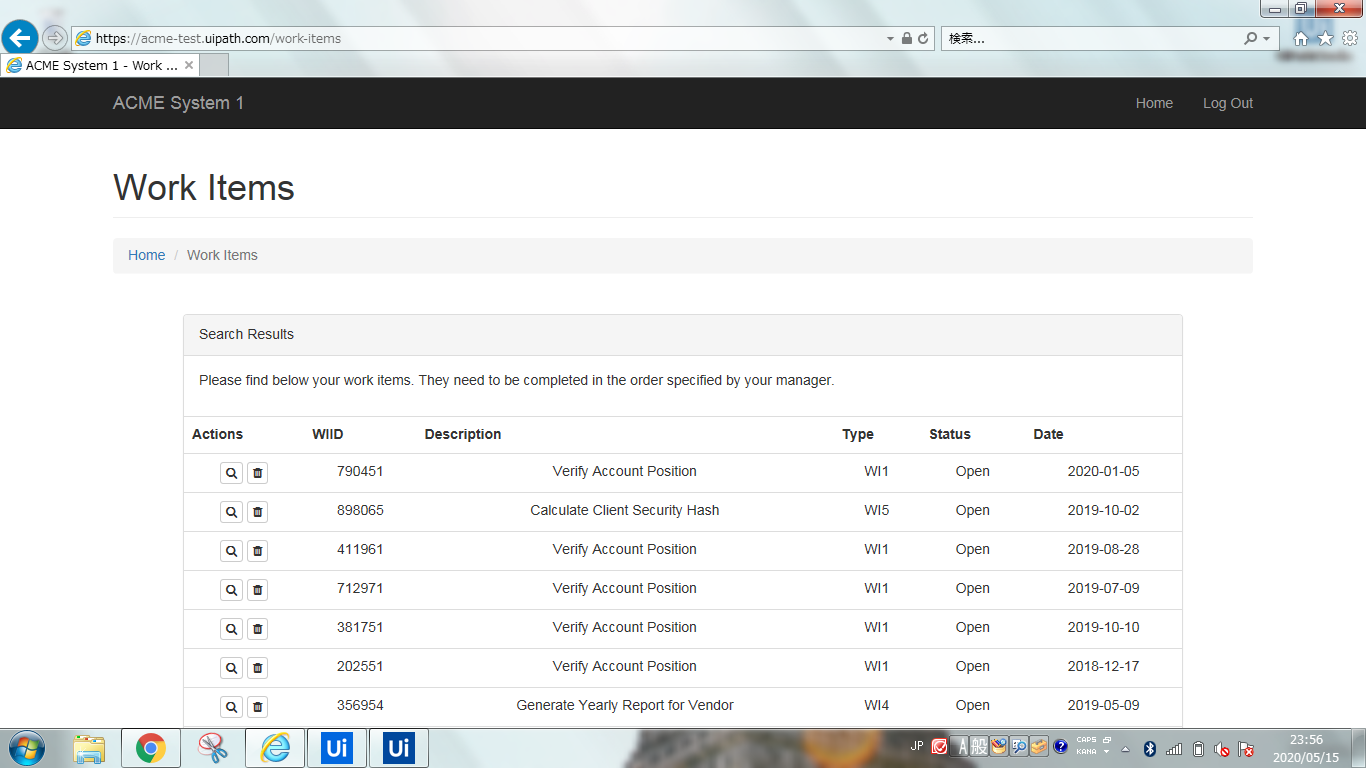 https://acme-test.uipath.com/work-items
検索...
ACME System 1 - Work ...
ACME System 1
Home
Log Out
Work Items
Home / Work Items
Search Results
Please find below your work items. They need to be completed in the order specified by your manager.
Actions WIID Description Type Status Date
790451 Verify Account Position WI1 Open 2020-01-05
898065 Calculate Client Security Hash WI5 Open 2019-10-02
411961 Verify Account Position WI1 Open 2019-08-28
712971 Verify Account Position WI1 Open 2019-07-09
381751 Verify Account Position WI1 Open 2019-10-10
202551 Verify Account Position WI1 Open 2018-12-17
356954 Generate Yearly Report for Vendor WI4 Open 2019-05-09
Ui
Ui
JP
A 般
CAPS
KANA
23:56
2020/05/15